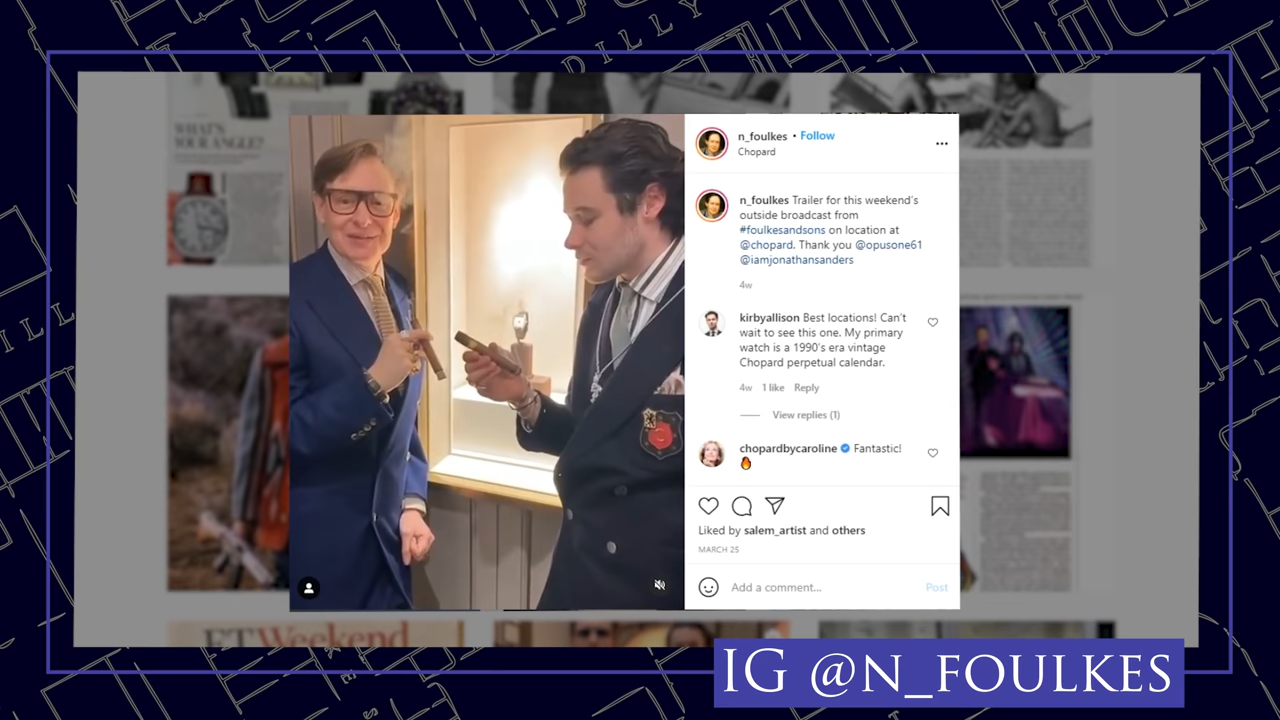 DILLY
ILLY
WHAT'S
YOUR ANGLE?
n_foulkes • Follow
Chopard
n_foulkes Trailer for this weekend's
outside broadcast from
#foulkesandsons on location at
@chopard. Thank you @opusone61
@iamjonathansanders
4w
kirbyallison Best locations! Can't
wait to see this one. My primary
watch is a 1990's era vintage
Chopard perpetual calendar.
4w 1 like Reply
View replies (1)
chopardbycaroline Fantastic!
Liked by salem_artist and others
MARCH 25
Add a comment... Post
FTWeekend
IG @N_FOULKES